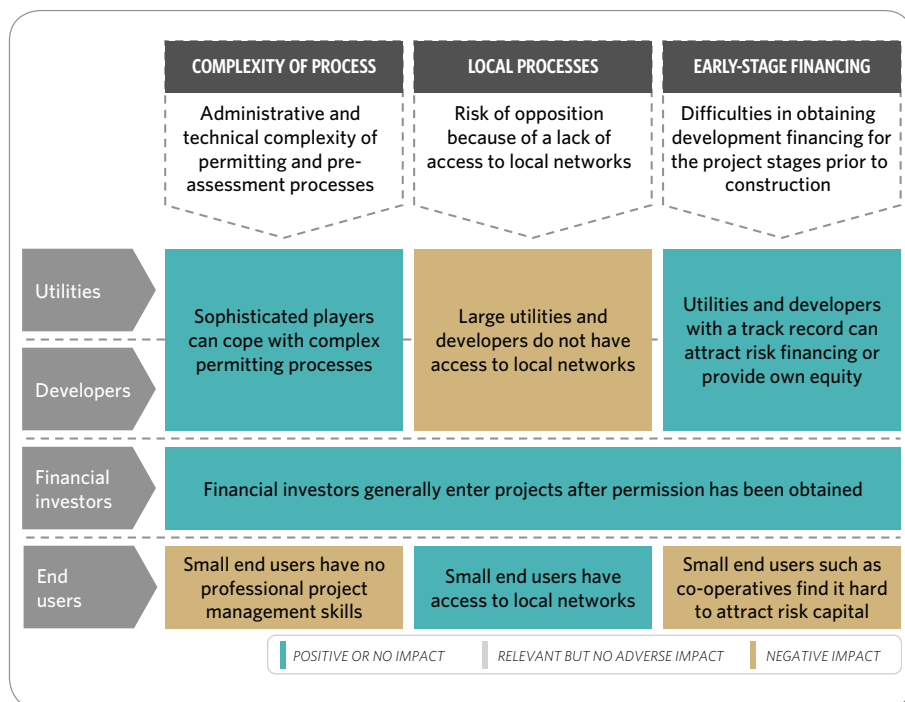 COMPLEXITY OF PROCESS
Administrative and
technical complexity of
permitting and pre-
assessment processes
LOCAL PROCESSES
Risk of opposition
because of a lack of
access to local networks
EARLY-STAGE FINANCING
Difficulties in obtaining
development financing for
the project stages prior to
construction
Utilities
Developers
Sophisticated players
can cope with complex
permitting processes
Large utilities and
developers do not have
access to local networks
Utilities and developers
with a track record can
attract risk financing or
provide own equity
Financial
investors
Financial investors generally enter projects after permission has been obtained
End
users
Small end users have no
professional project
management skills
Small end users have
access to local networks
Small end users such as
co-operatives find it hard
to attract risk capital
POSITIVE OR NO IMPACT
RELEVANT BUT NO ADVERSE IMPACT
NEGATIVE IMPACT